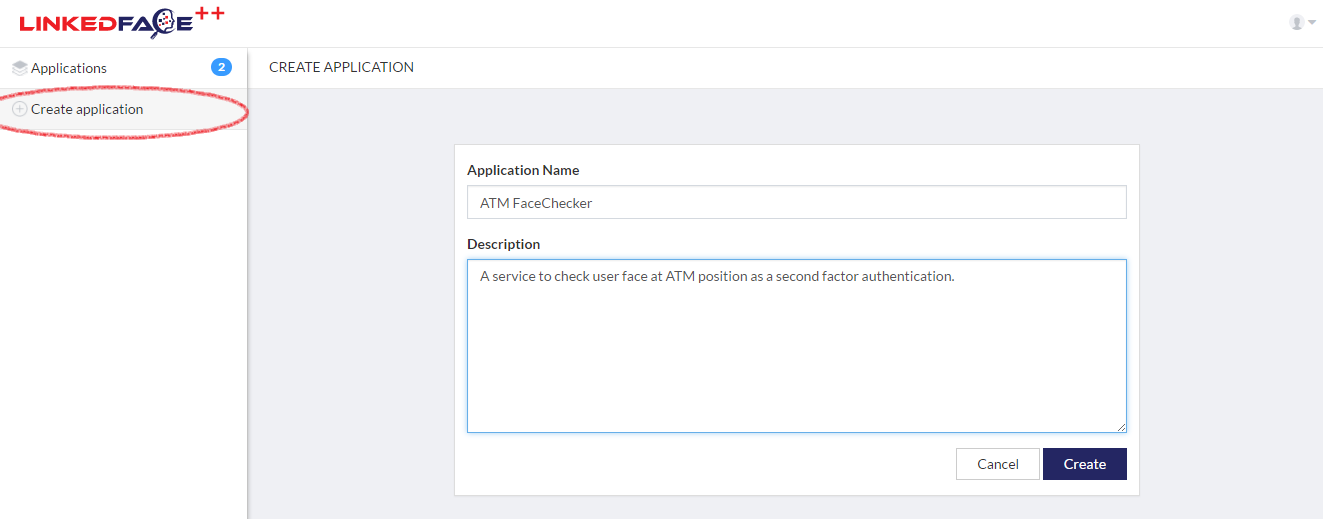 LINKEDFACE++
Applications 2
Create application
CREATE APPLICATION
Application Name
ATM FaceChecker
Description
A service to check user face at ATM position as a second factor authentication.
Cancel Create